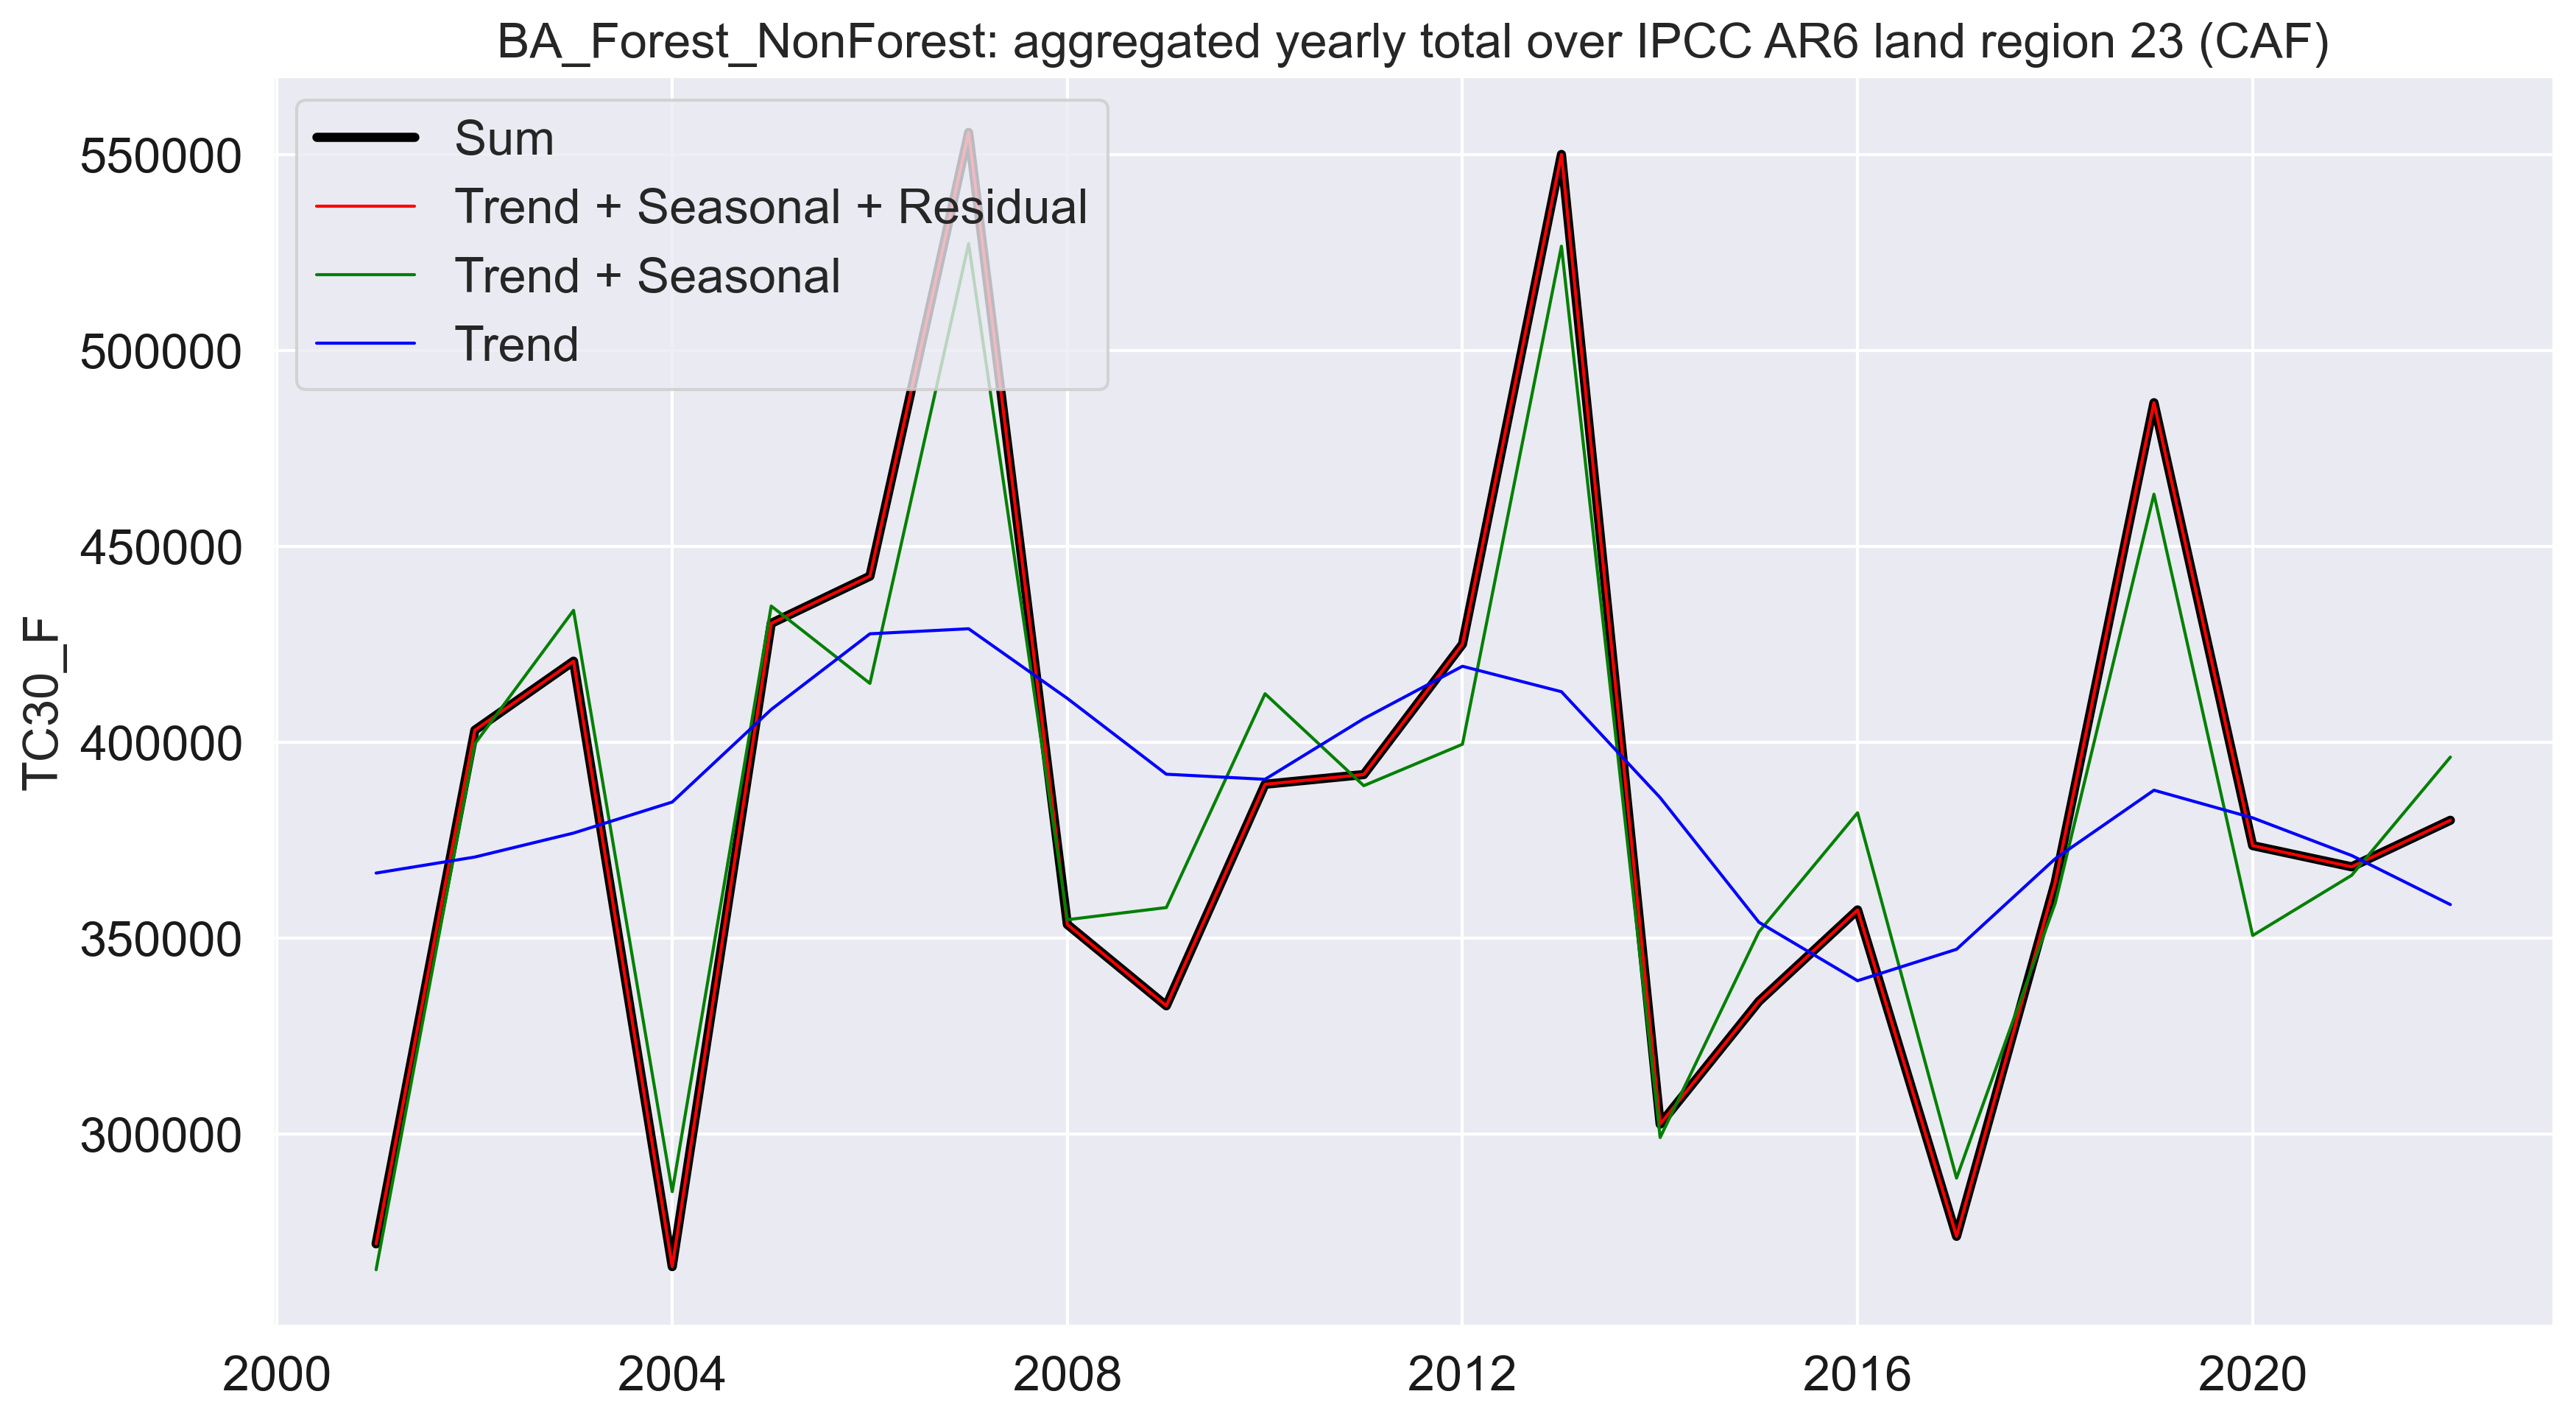 BA_Forest_NonForest: aggregated yearly total over IPCC AR6 land region 23 (CAF)
Sum
Trend + Seasonal + Residual
Trend + Seasonal
Trend
550000
500000
450000
400000
350000
300000
TC30_F
2000
2004
2008
2012
2016
2020